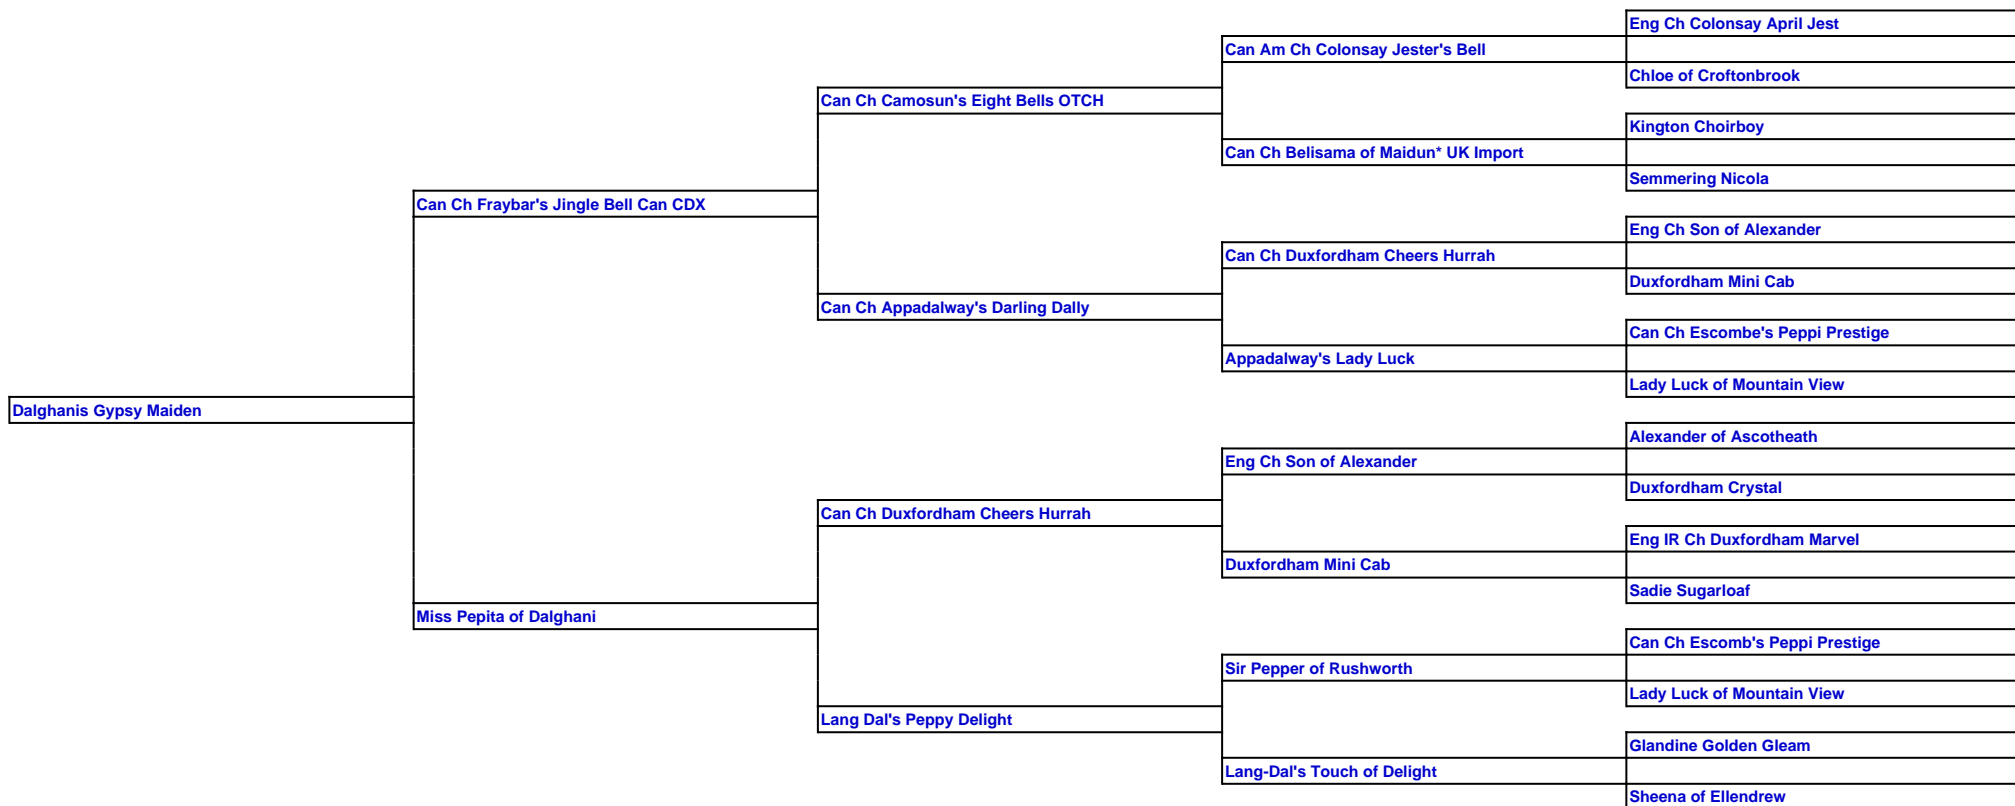 Eng Ch Colonsay April Jest
Can Am Ch Colonsay Jester's Bell
Chloe of Croftonbrook
Can Ch Camosun's Eight Bells OTCH
Kington Choirboy
Can Ch Belisama of Maidun* UK Import
Semmering Nicola
Can Ch Fraybar's Jingle Bell Can CDX
Eng Ch Son of Alexander
Can Ch Duxfordham Cheers Hurrah
Duxfordham Mini Cab
Can Ch Appadalway's Darling Dally
Can Ch Escombe's Peppi Prestige
Appadalway's Lady Luck
Lady Luck of Mountain View
Dalghanis Gypsy Maiden
Alexander of Ascotheath
Eng Ch Son of Alexander
Duxfordham Crystal
Can Ch Duxfordham Cheers Hurrah
Eng IR Ch Duxfordham Marvel
Duxfordham Mini Cab
Sadie Sugarloaf
Miss Pepita of Dalghani
Can Ch Escomb's Peppi Prestige
Sir Pepper of Rushworth
Lady Luck of Mountain View
Lang Dal's Peppy Delight
Glandine Golden Gleam
Lang-Dal's Touch of Delight
Sheena of Ellendrew